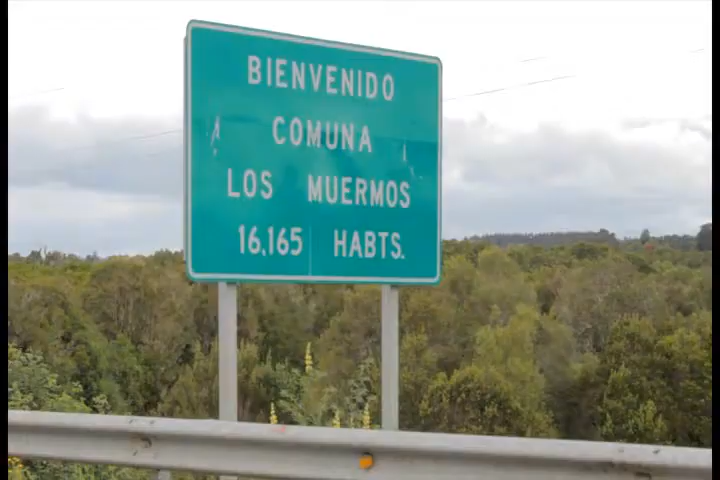 BIENVENIDO
COMUNA
LOS MUERMOS
16.165 HABTS.